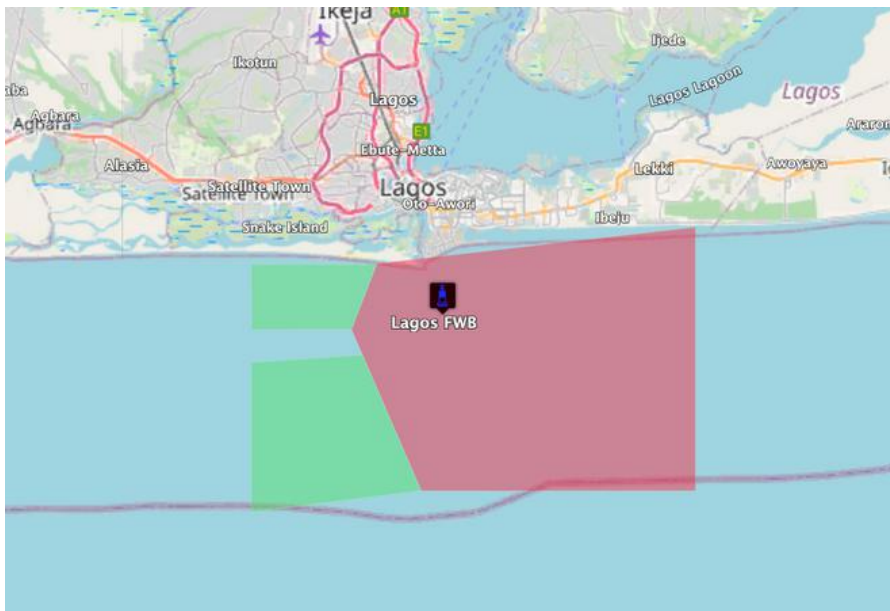 Ikeja
A1
Ijede
Ikotun
Lagos
Lagos Lagoon
Lagos
Agbara
Agbara
E1
Araron
Alasia
Ebute-Metta
Lekki
Awoyaya
Satellite Town
Satellite Town
Lagos
Oto-Awori
Ibeju
Snake Island
Lagos FWB